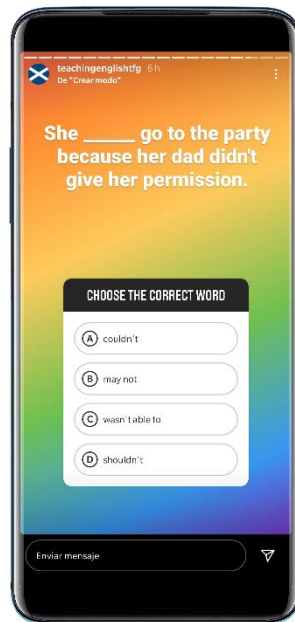 teachingenglishtfg 6 h
De "Crear modo"
She _____ go to the party
because her dad didn't
give her permission.
CHOOSE THE CORRECT WORD
A couldn't
B may not
C wasn't able to
D shouldn't
Enviar mensaje